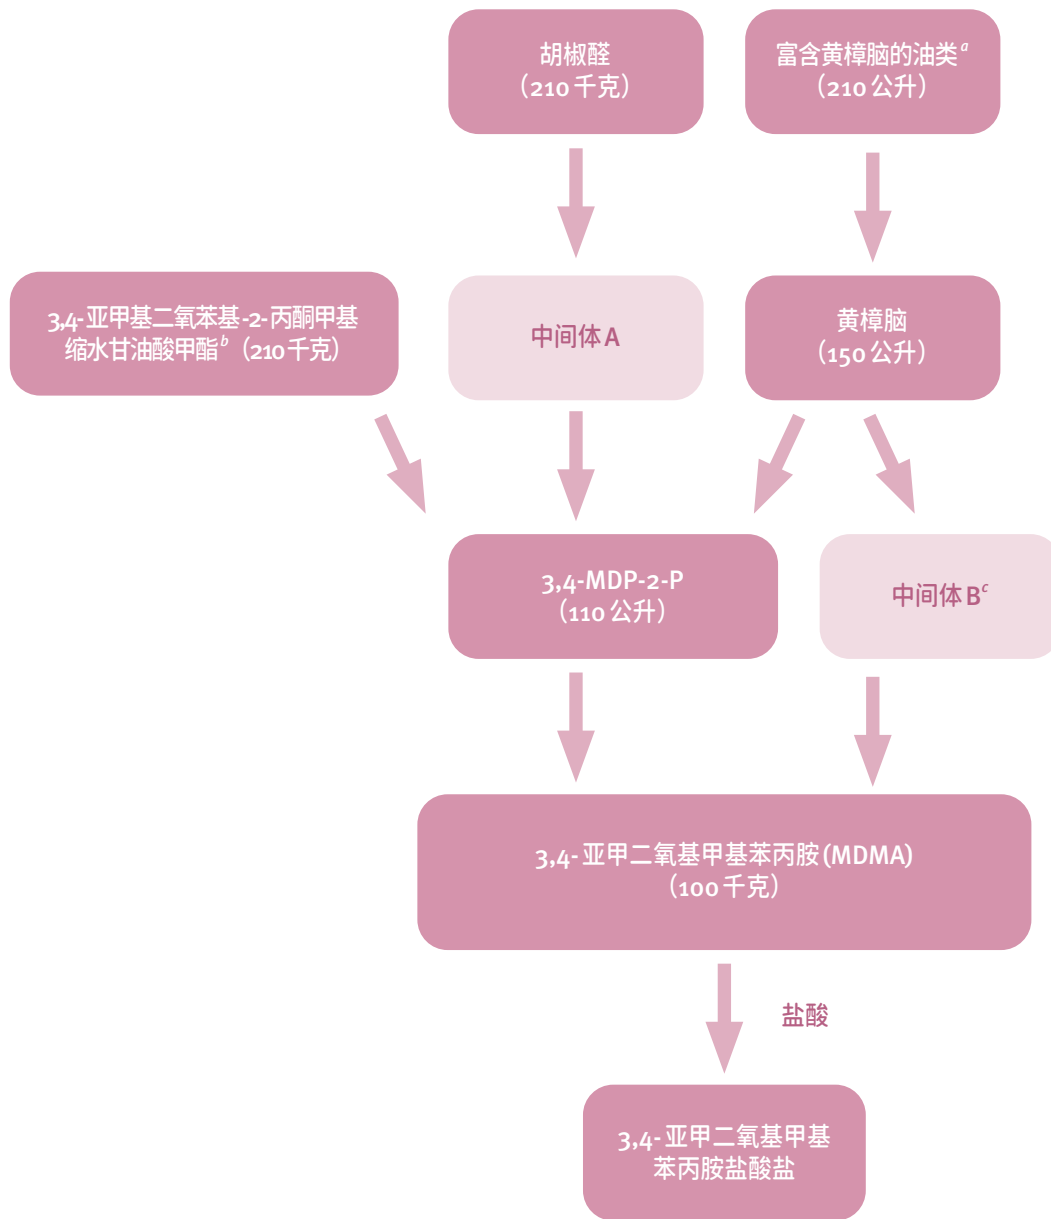 胡椒醛
（210 千克）
富含黄樟脑的油类a
（210 公升）
3,4-亚甲基二氧苯基-2-丙酮甲基
缩水甘油酸甲酯b（210 千克）
中间体 A
黄樟脑
（150 公升）
3,4-MDP-2-P
（110 公升）
中间体 Bc
3,4- 亚甲二氧基甲基苯丙胺 (MDMA)
（100 千克）
盐酸
3,4- 亚甲二氧基甲基
苯丙胺盐酸盐